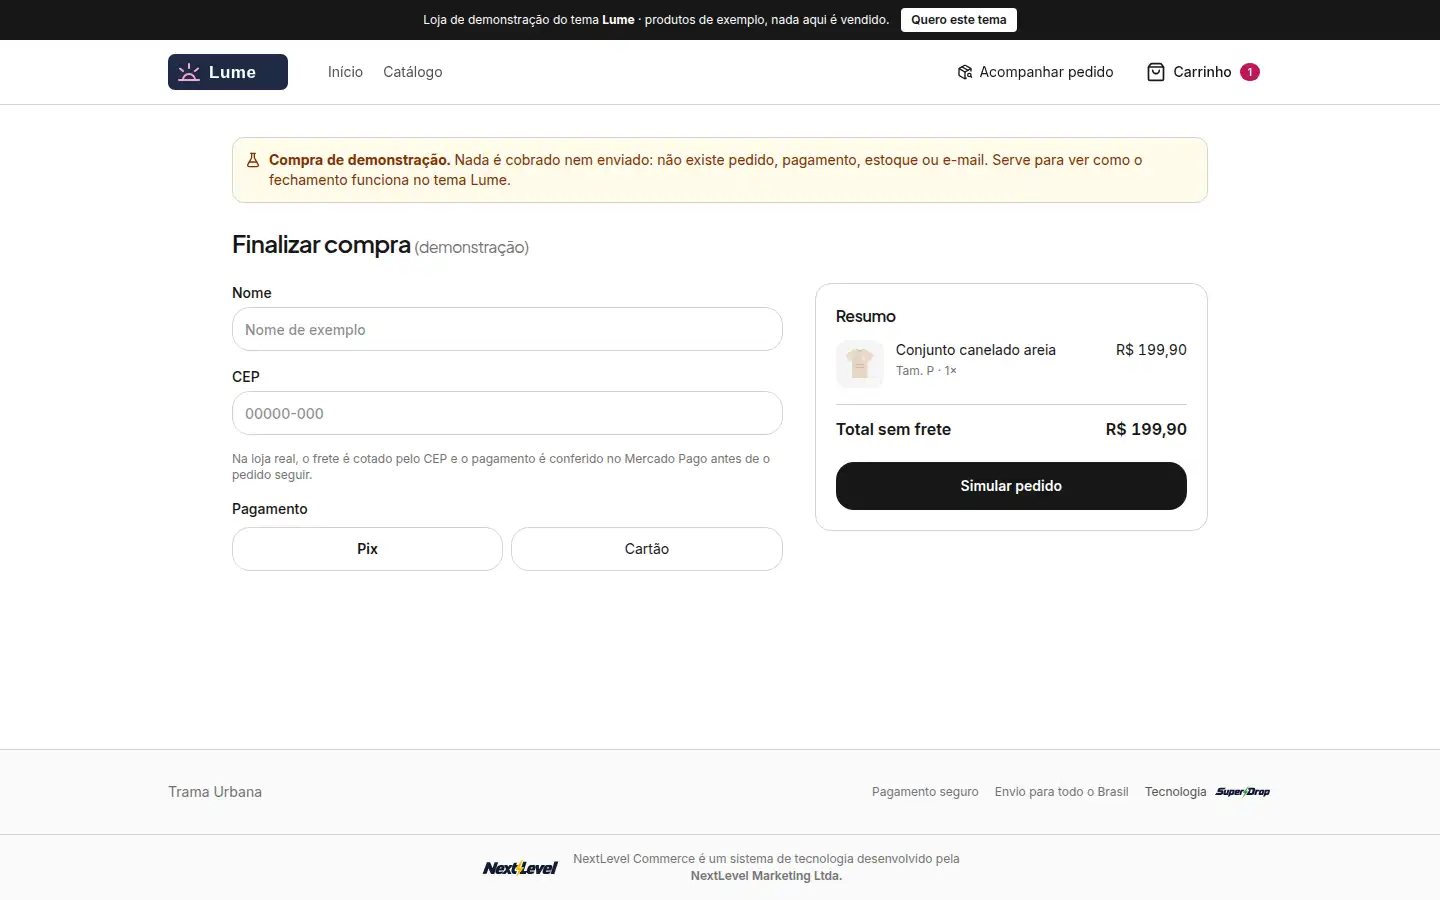 Loja de demonstração do tema Lume · produtos de exemplo, nada aqui é vendido.
Quero este tema
Lume
Início
Catálogo
Acompanhar pedido
Carrinho
1
Compra de demonstração. Nada é cobrado nem enviado: não existe pedido, pagamento, estoque ou e-mail. Serve para ver como o
fechamento funciona no tema Lume.
Finalizar compra (demonstração)
Nome
Nome de exemplo
CEP
00000-000
Na loja real, o frete é cotado pelo CEP e o pagamento é conferido no Mercado Pago antes de o
pedido seguir.
Pagamento
Pix
Cartão
Resumo
Conjunto canelado areia
R$ 199,90
Tam. P · 1×
Total sem frete
R$ 199,90
Simular pedido
Trama Urbana
Pagamento seguro
Envio para todo o Brasil
Tecnologia
SuperDrop
NextLevel
NextLevel Commerce é um sistema de tecnologia desenvolvido pela
NextLevel Marketing Ltda.